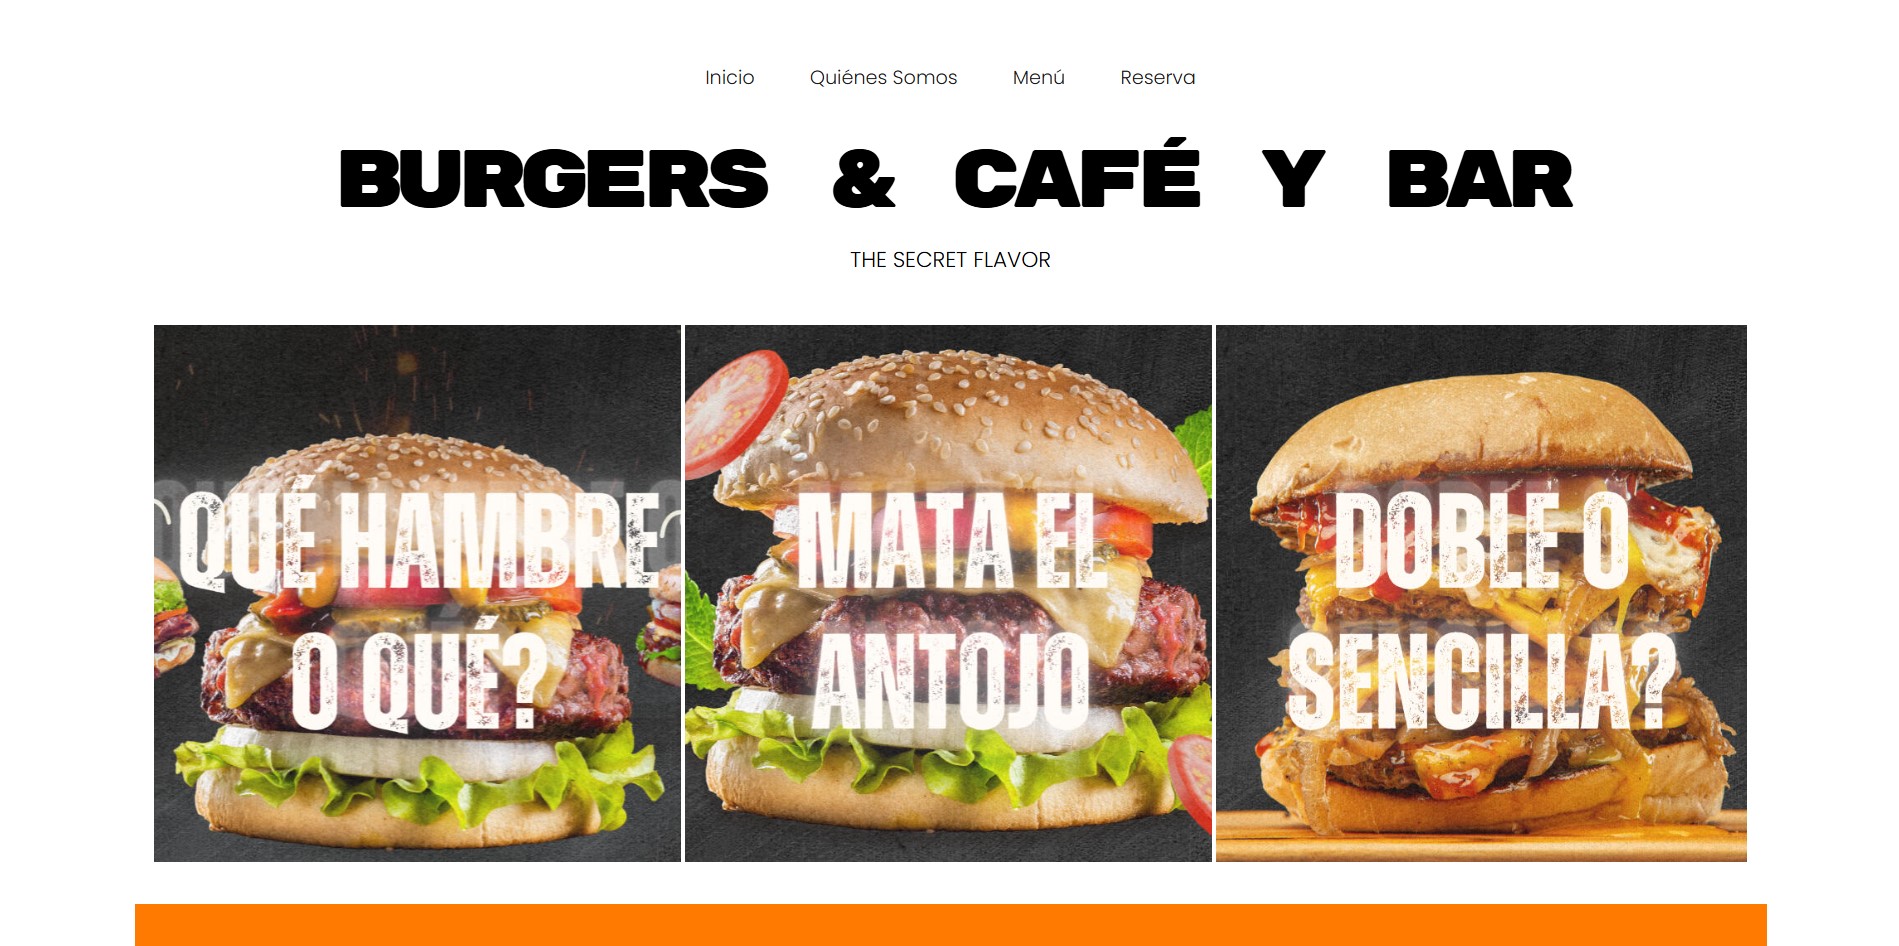 Inicio Quiénes Somos Menú Reserva
BURGERS & CAFÉ Y BAR
THE SECRET FLAVOR
QUÉ HAMBRE
O QUÉ?
MATA EL
ANTOJO
DOBLE O
SENCILLA?